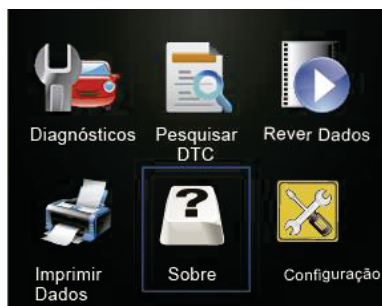 Diagnósticos
Pesquisar
DTC
Rever Dados
?
Imprimir
Dados
Sobre
Configuração